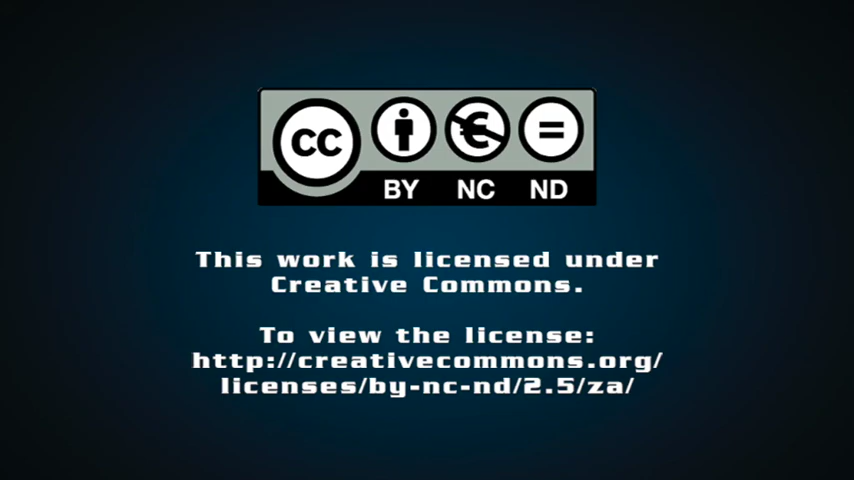 CC
BY NC ND
This work is licensed under
Creative Commons.
To view the license:
http://creativecommons.org/
licenses/by-nc-nd/2.5/za/